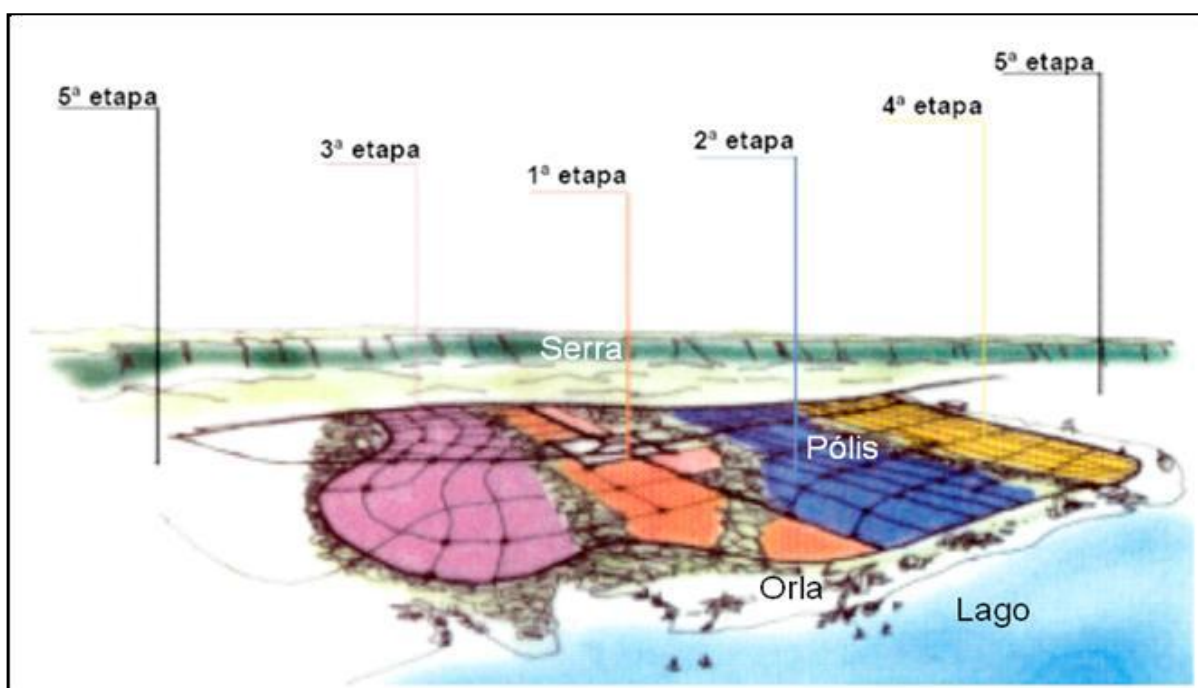 5ª etapa
5ª etapa
4ª etapa
3ª etapa
2ª etapa
1ª etapa
Serra
Pólis
Orla
Lago